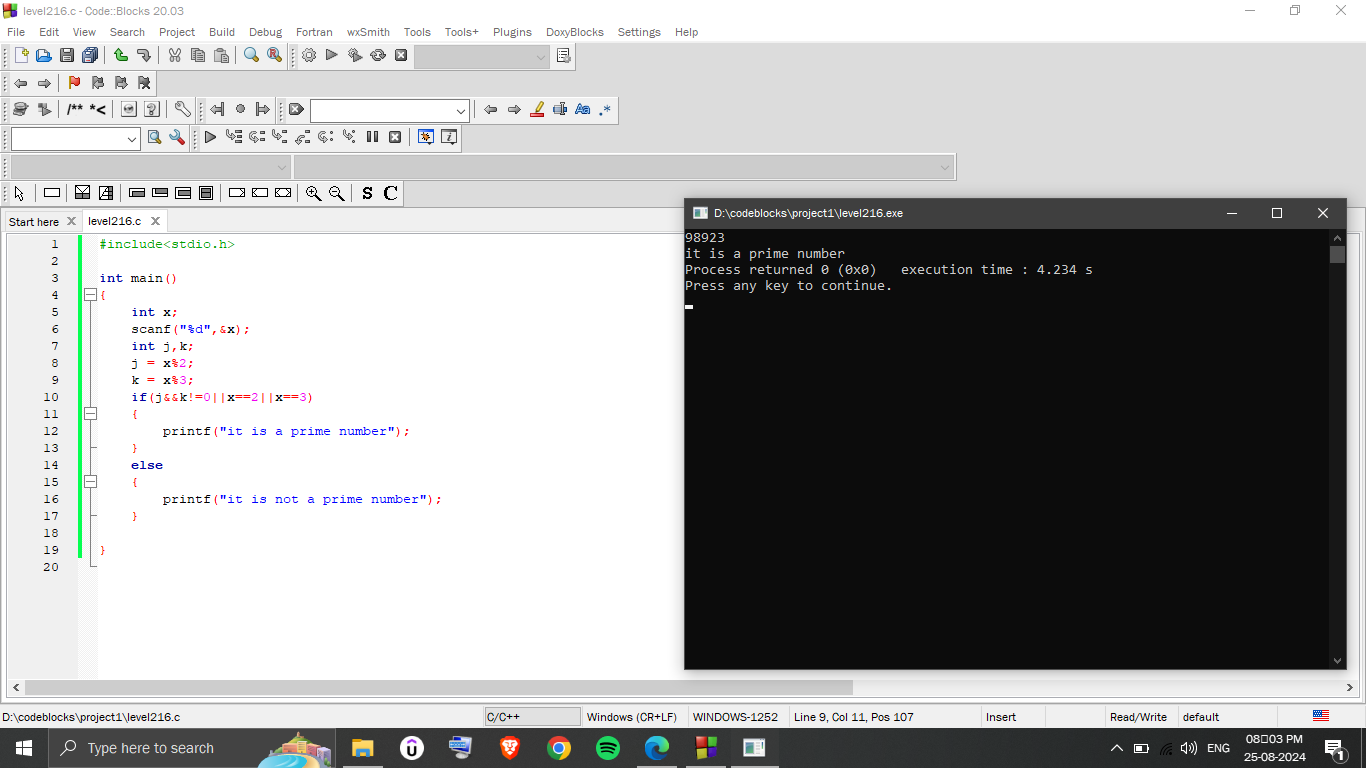 level216.c - Code::Blocks 20.03
File Edit View Search Project Build Debug Fortran wxSmith Tools Tools+ Plugins DoxyBlocks Settings Help
/** *<
Aa .*
S C
Start here level216.c
1 #include<stdio.h>
2
3 int main()
4 {
5 int x;
6 scanf("%d",&x);
7 int j,k;
8 j = x%2;
9 k = x%3;
10 if(j&&k!=0||x==2||x==3)
11 {
12 printf("it is a prime number");
13 }
14 else
15 {
16 printf("it is not a prime number");
17 }
18
19 }
20
D:\codeblocks\project1\level216.exe
98923
it is a prime number
Process returned 0 (0x0) execution time : 4.234 s
Press any key to continue.
D:\codeblocks\project1\level216.c C/C++ Windows (CR+LF) WINDOWS-1252 Line 9, Col 11, Pos 107 Insert Read/Write default
Type here to search
ENG
08▯03 PM
25-08-2024
1